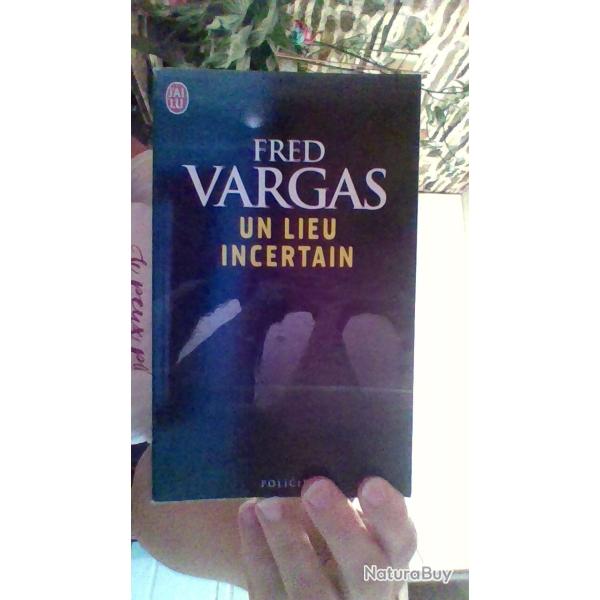 J'AI
LU
FRED
VARGAS
UN LIEU
INCERTAIN
NaturaBuy